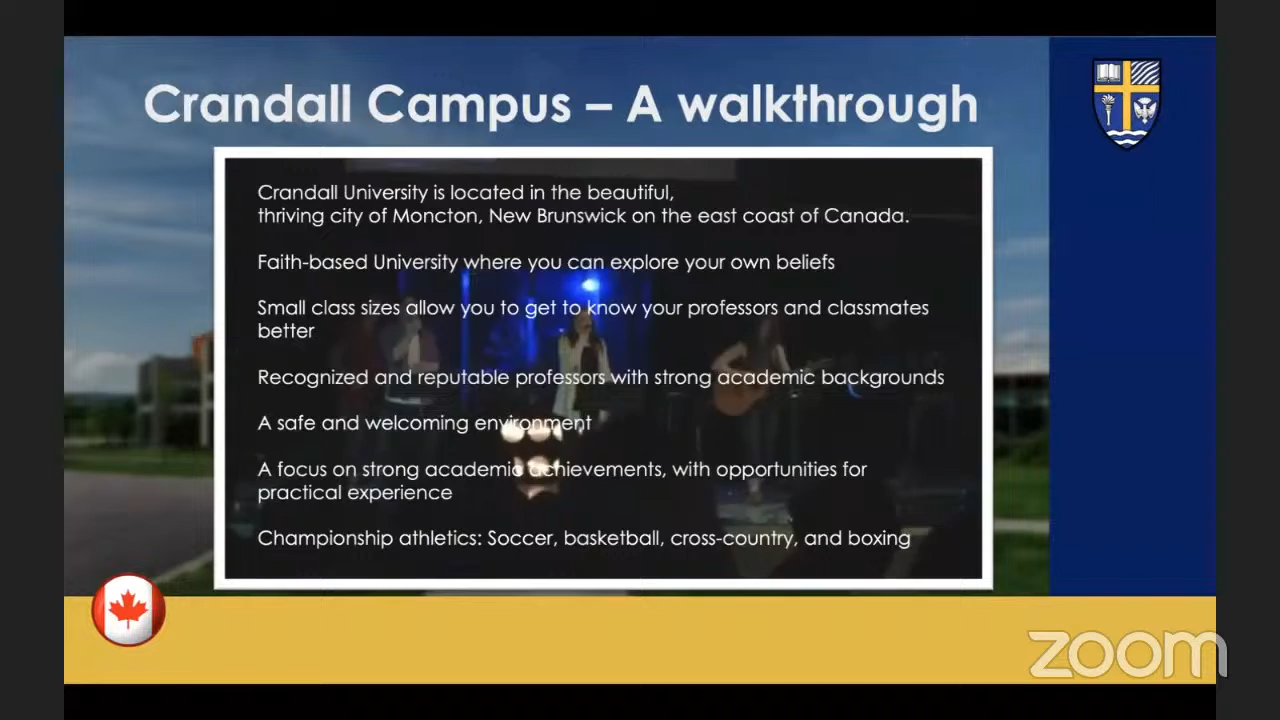 Crandall Campus – A walkthrough
Crandall University is located in the beautiful,
thriving city of Moncton, New Brunswick on the east coast of Canada.
Faith-based University where you can explore your own beliefs
Small class sizes allow you to get to know your professors and classmates
better
Recognized and reputable professors with strong academic backgrounds
A safe and welcoming environment
A focus on strong academic achievements, with opportunities for
practical experience
Championship athletics: Soccer, basketball, cross-country, and boxing
zoom